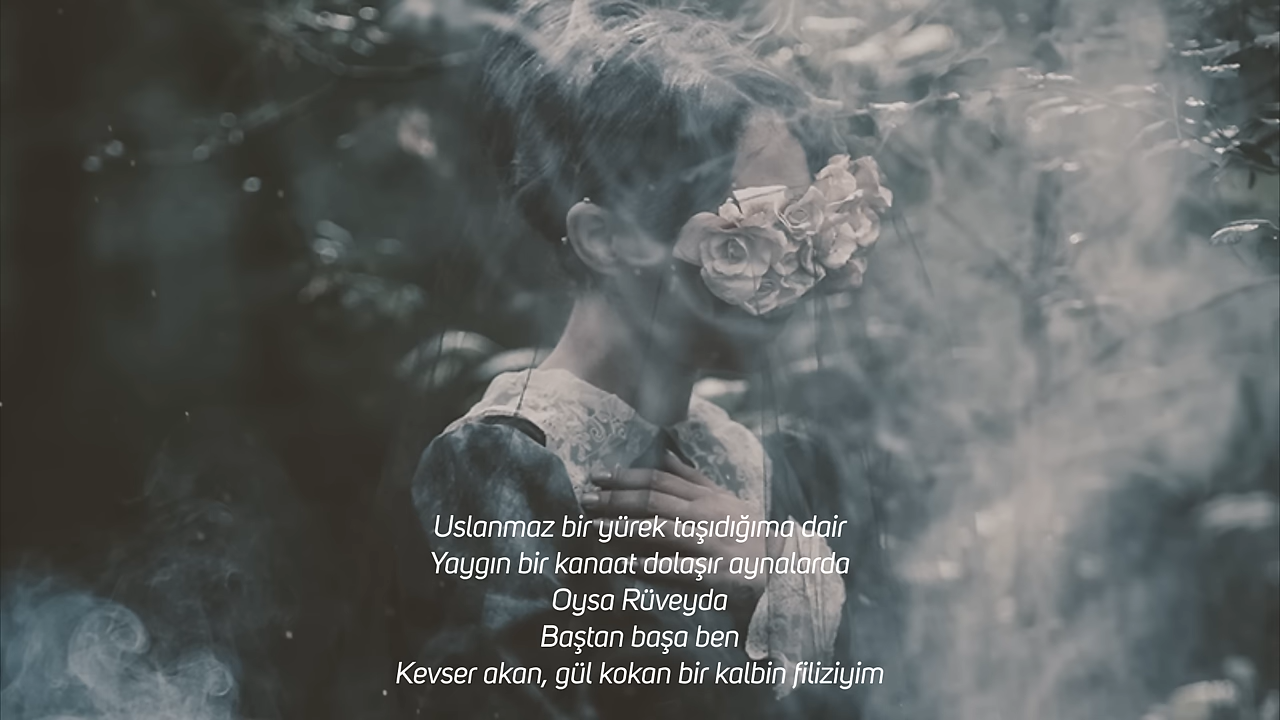 Uslanmaz bir yürek taşıdığıma dair
Yaygın bir kanaat dolaşır aynalarda
Oysa Rüveyda
Baştan başa ben
Kevser akan, gül kokan bir kalbin filiziyim